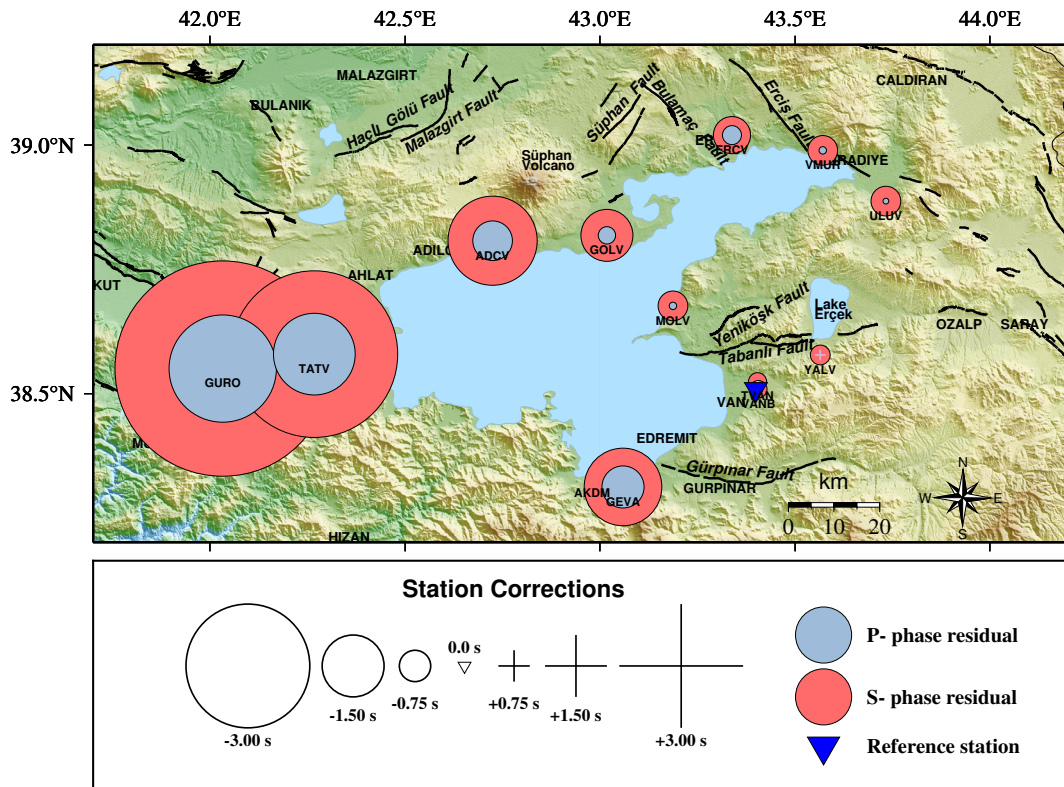 42.0°E 42.5°E 43.0°E 43.5°E 44.0°E
39.0°N
38.5°N
MALAZGIRT
CALDIRAN
BULANIK
Haçlı Gölü Fault
Malazgirt Fault
Süphan Fault
Bulamaç Fault
Erciş Fault
Süphan
Volcano
ERCV
VMUR
RADIYE
ULUV
ADCV
GOLV
AHLAT
KUT
MOLV
Lake
Erçek
Yeniköşk Fault
OZALP
SARAY
Tabanlı Fault
YALV
GURO
TATV
VAN
VANB
EDREMIT
Gürpınar Fault
AKDM
GEVA
GURPINAR
HIZAN
km
0 10 20
N
W E
S
Station Corrections
-3.00 s
-1.50 s
-0.75 s
0.0 s
+0.75 s
+1.50 s
+3.00 s
P- phase residual
S- phase residual
Reference station